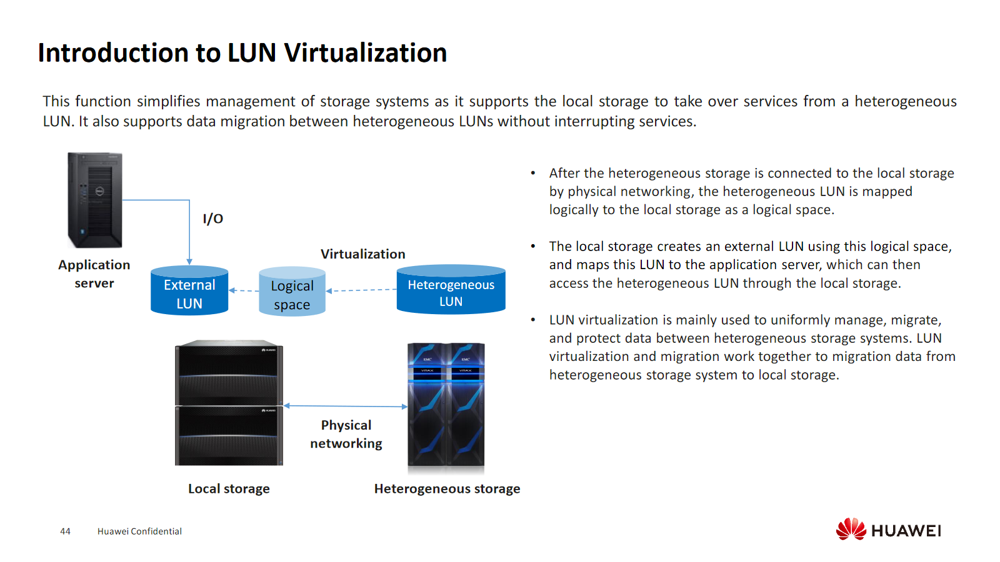 Introduction to LUN Virtualization
This function simplifies management of storage systems as it supports the local storage to take over services from a heterogeneous
LUN. It also supports data migration between heterogeneous LUNs without interrupting services.
I/O
Application
server
Virtualization
External
LUN
Logical
space
Heterogeneous
LUN
HUAWEI
HUAWEI
EMC
EMC
VMAX
VMAX
Physical
networking
Local storage
Heterogeneous storage
• After the heterogeneous storage is connected to the local storage
by physical networking, the heterogeneous LUN is mapped
logically to the local storage as a logical space.
• The local storage creates an external LUN using this logical space,
and maps this LUN to the application server, which can then
access the heterogeneous LUN through the local storage.
• LUN virtualization is mainly used to uniformly manage, migrate,
and protect data between heterogeneous storage systems. LUN
virtualization and migration work together to migration data from
heterogeneous storage system to local storage.
44
Huawei Confidential
HUAWEI